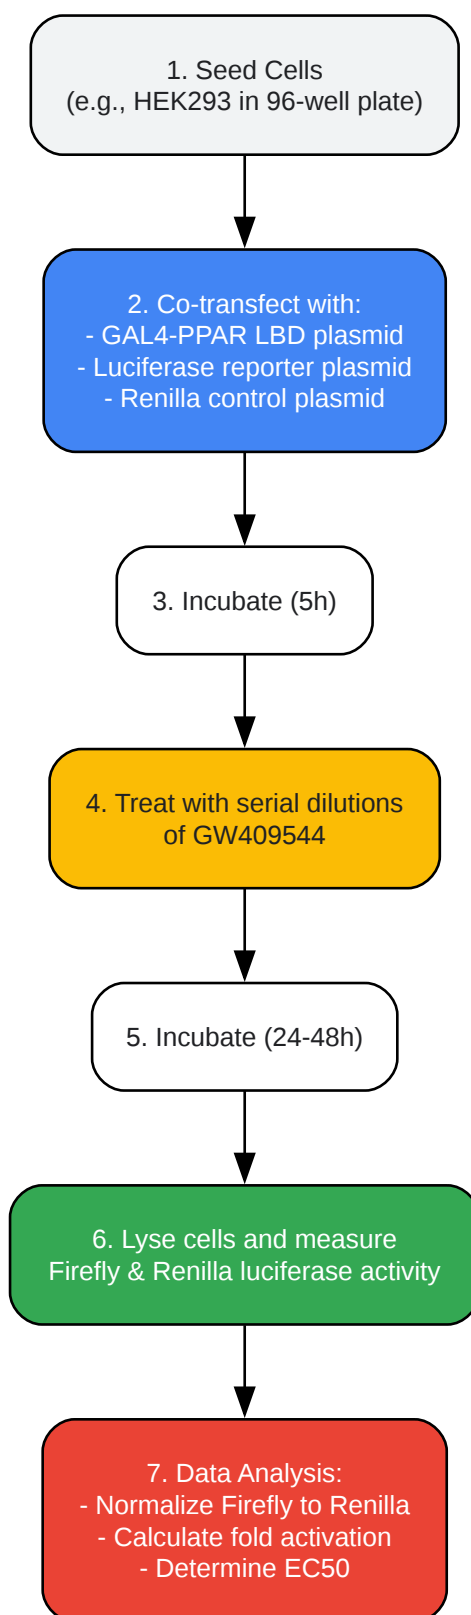 1. Seed Cells
(e.g., HEK293 in 96-well plate)
2. Co-transfect with:
- GAL4-PPAR LBD plasmid
- Luciferase reporter plasmid
- Renilla control plasmid
3. Incubate (5h)
4. Treat with serial dilutions
of GW409544
5. Incubate (24-48h)
6. Lyse cells and measure
Firefly & Renilla luciferase activity
7. Data Analysis:
- Normalize Firefly to Renilla
- Calculate fold activation
- Determine EC50